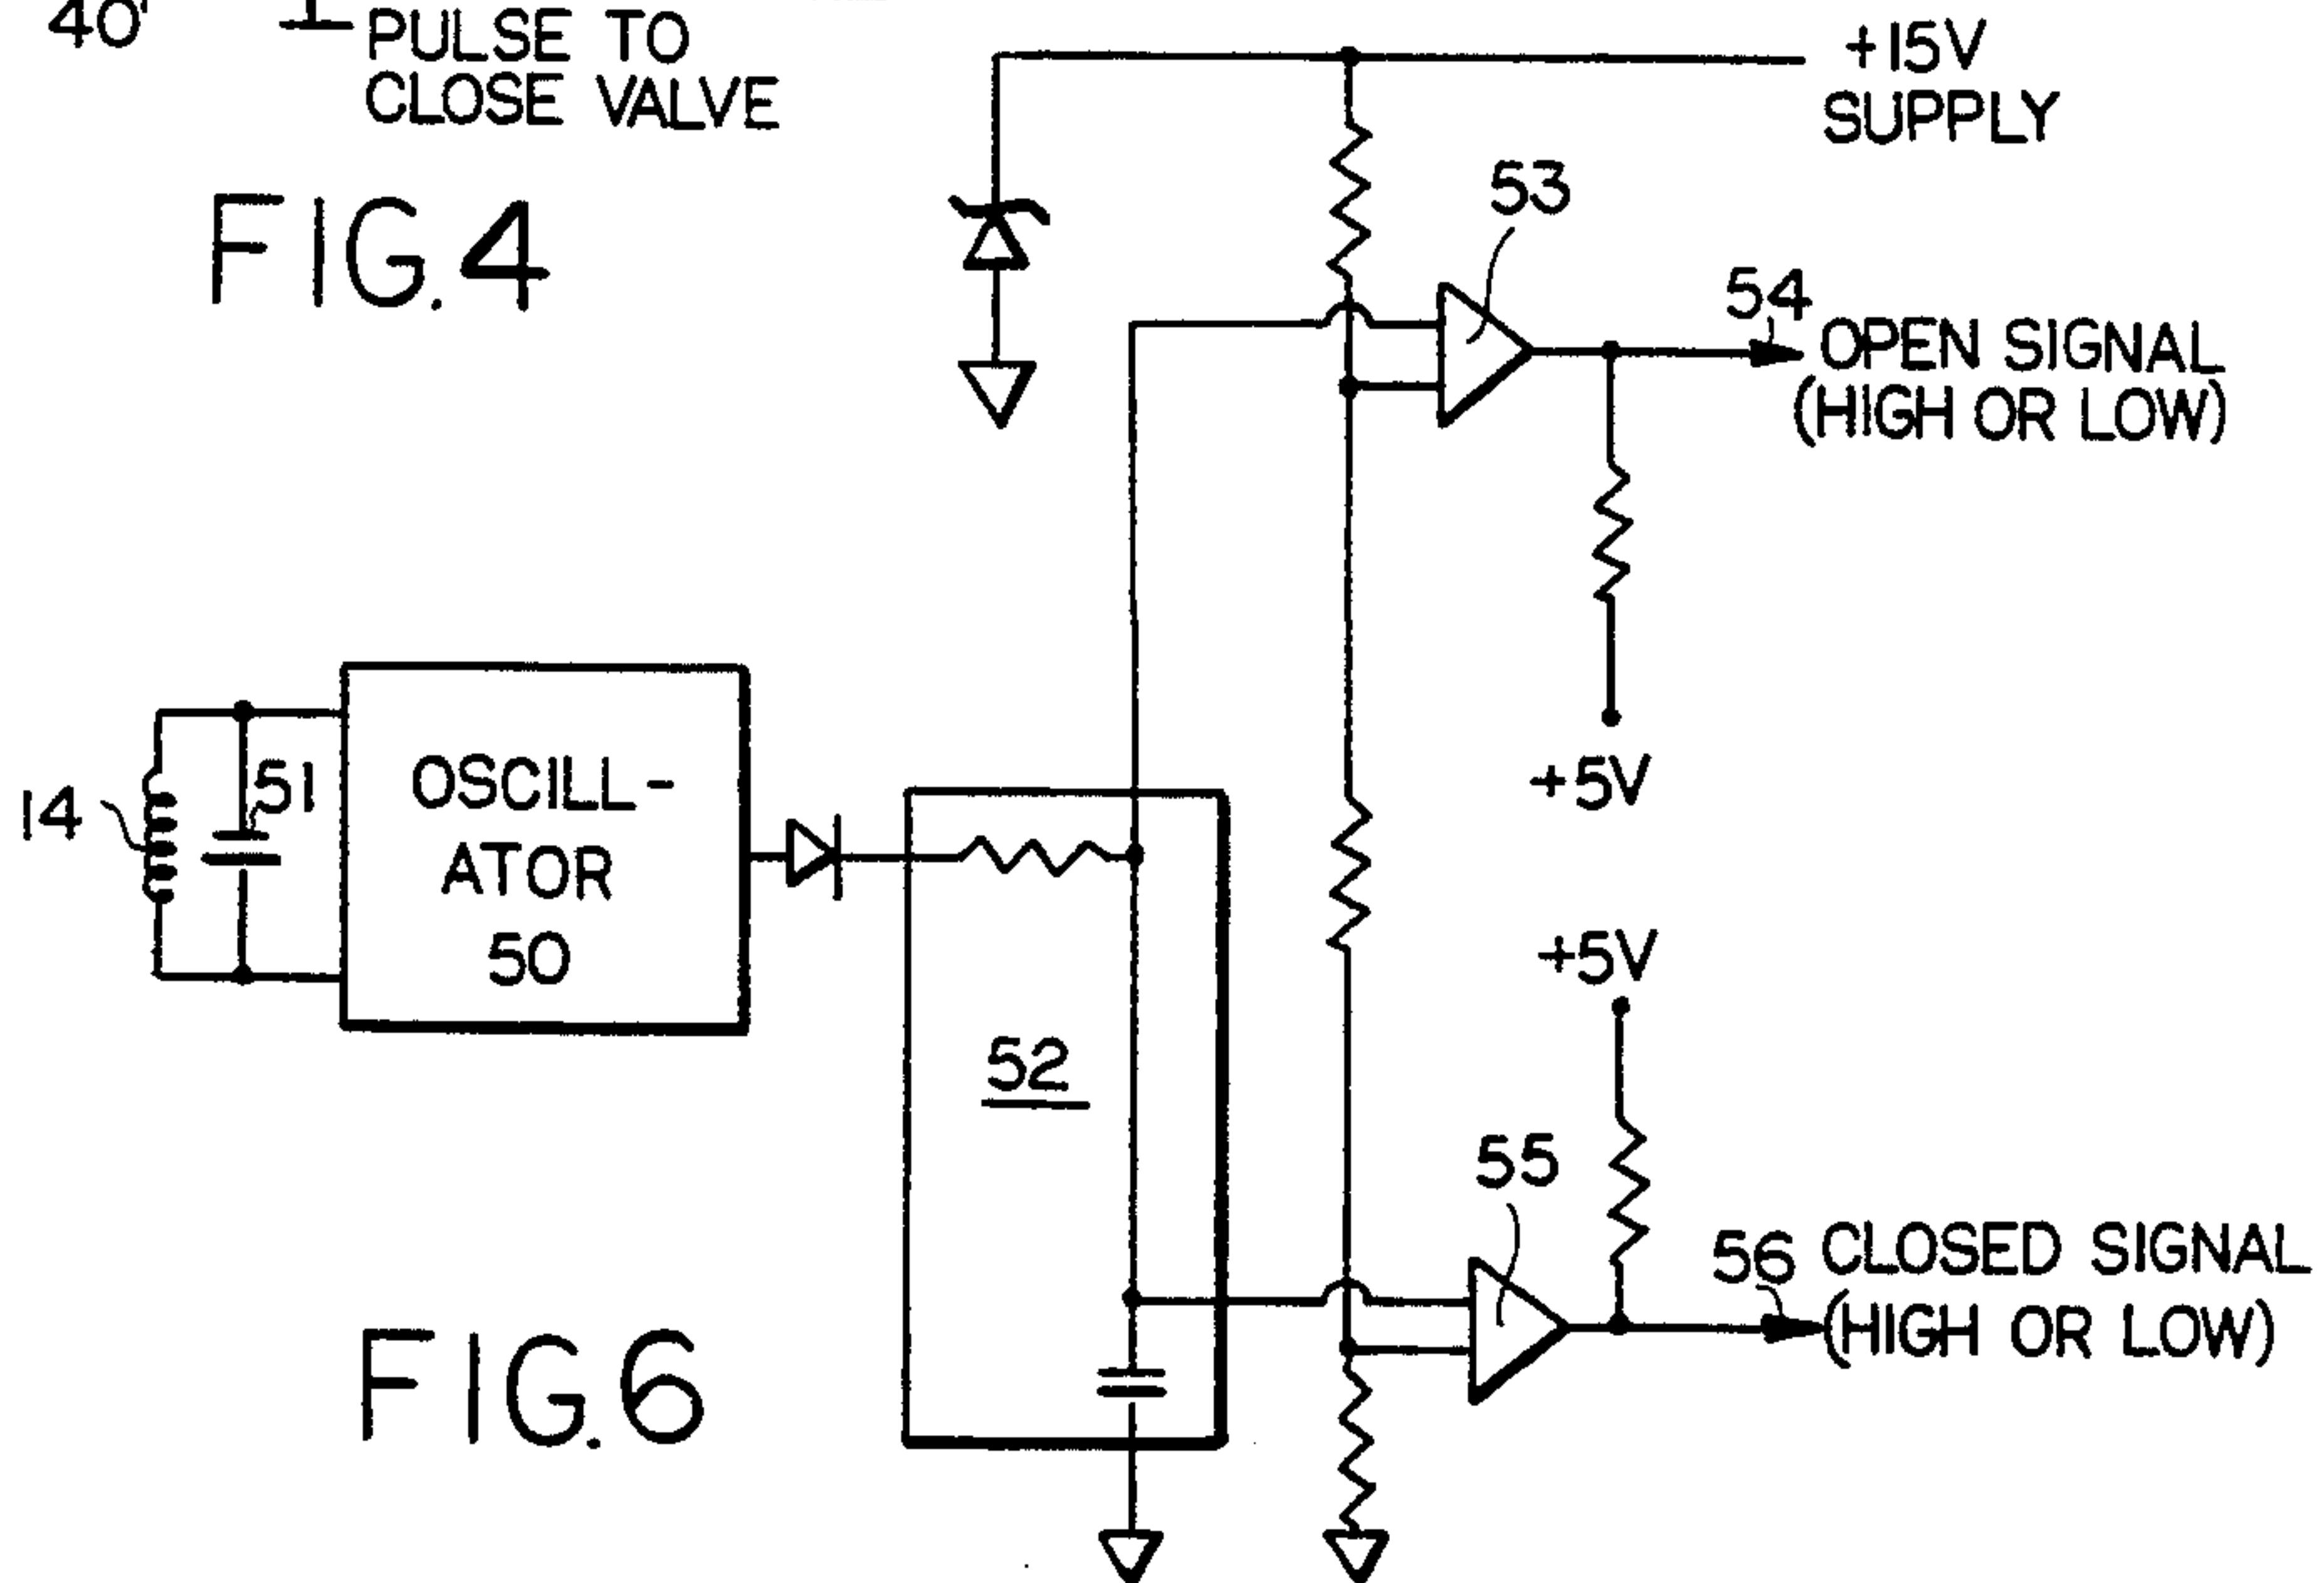 40'
PULSE TO
CLOSE VALVE
FIG.4
+15V
SUPPLY
53
54
OPEN SIGNAL
(HIGH OR LOW)
+5V
14
51
OSCILL-
ATOR
50
52
+5V
55
56
CLOSED SIGNAL
(HIGH OR LOW)
FIG.6